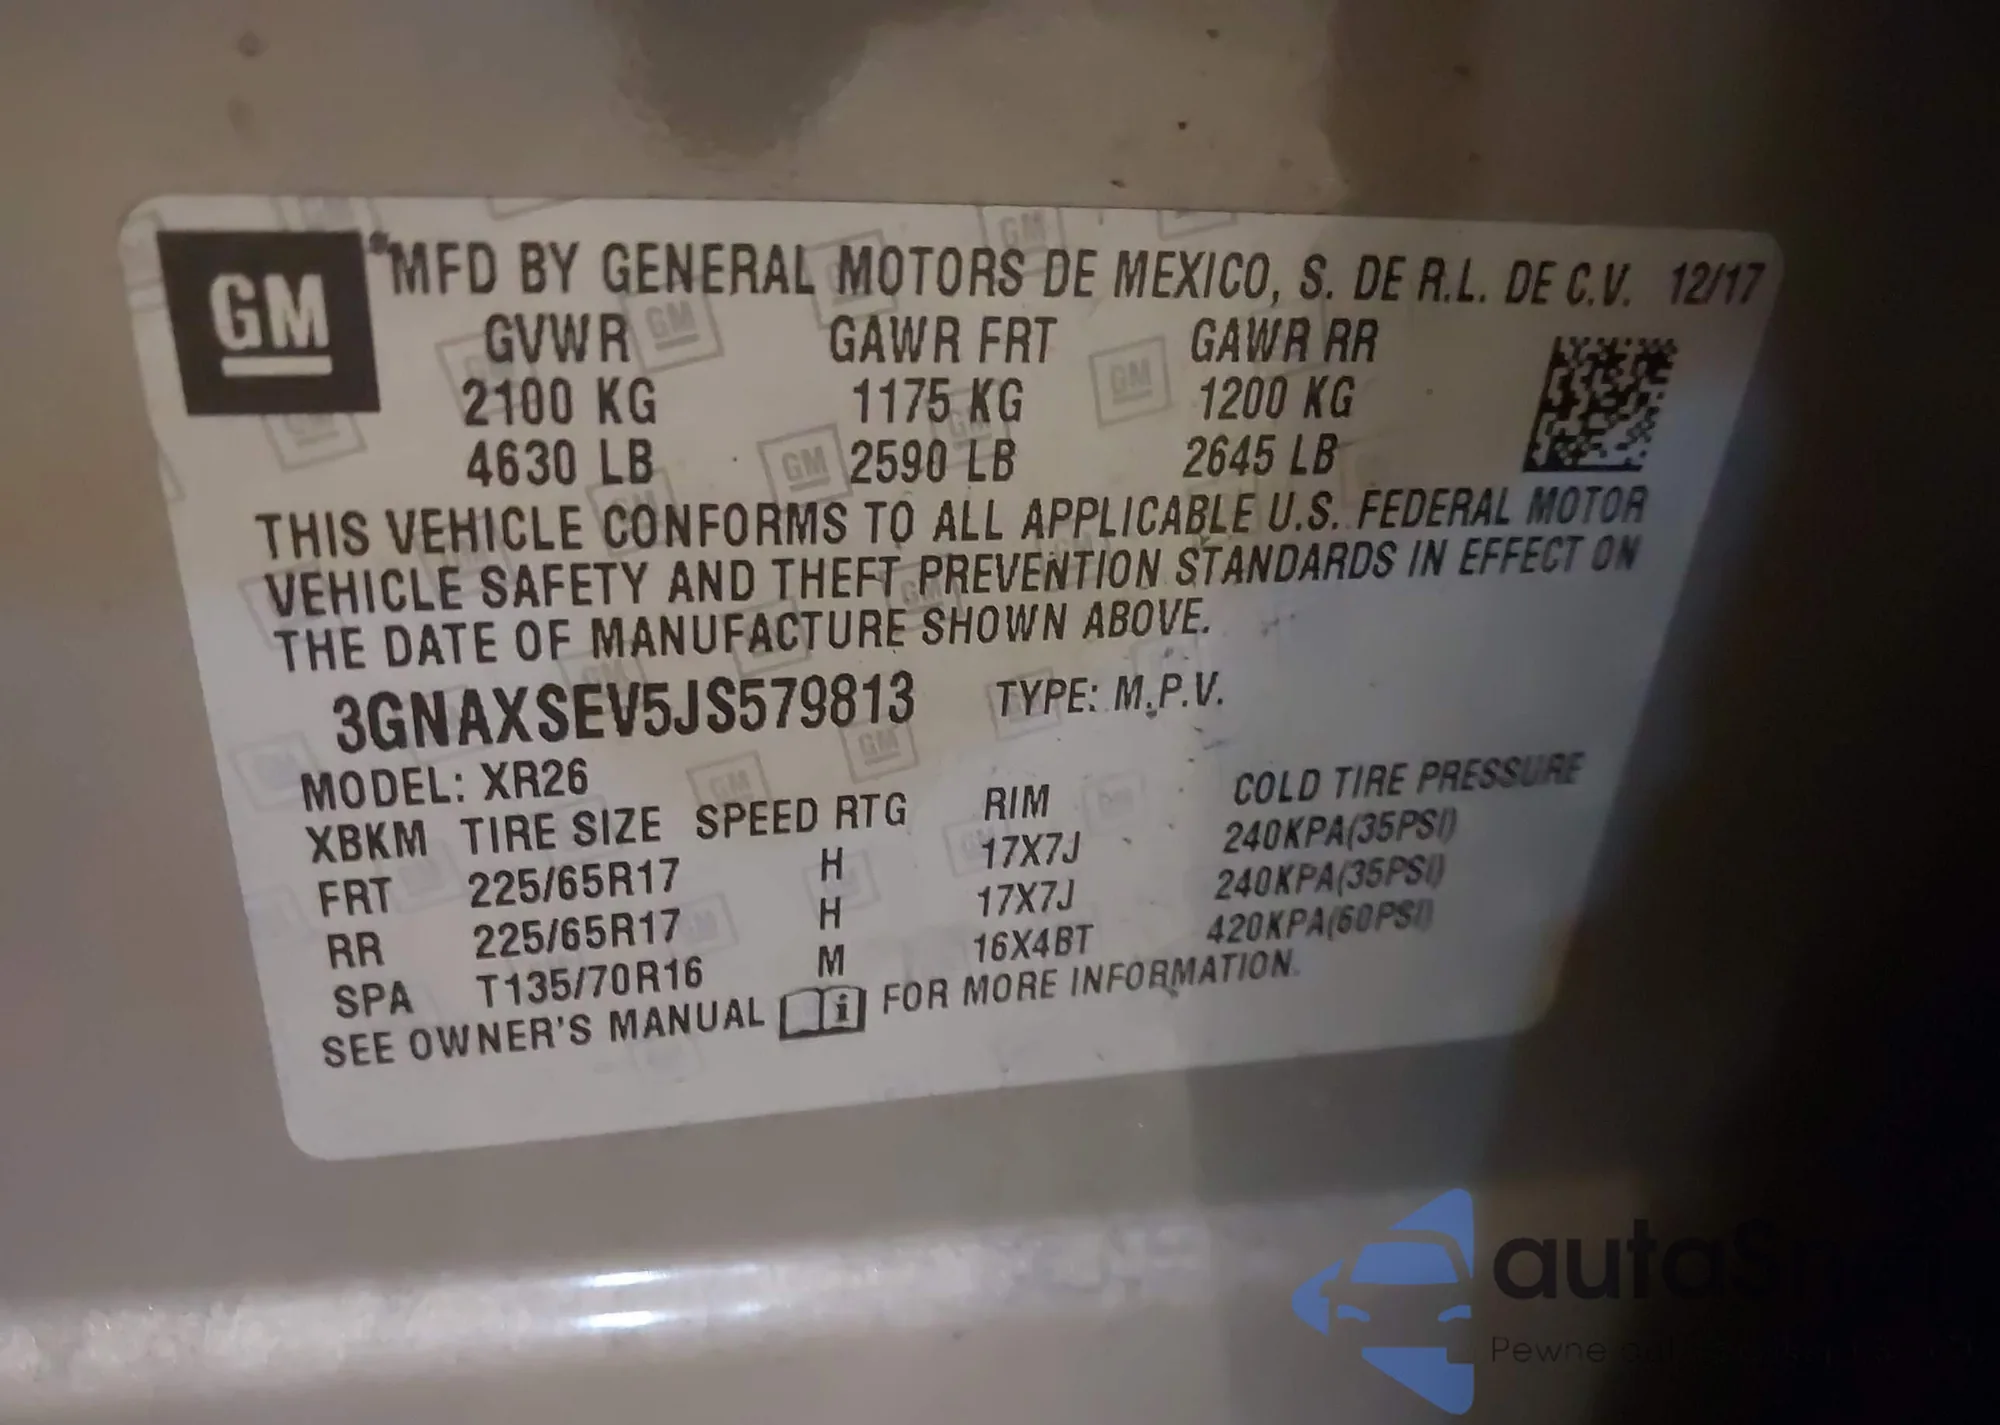 GM
MFD BY GENERAL MOTORS DE MEXICO, S. DE R.L. DE C.V. 12/17
GVWR GAWR FRT GAWR RR
2100 KG 1175 KG 1200 KG
4630 LB 2590 LB 2645 LB
THIS VEHICLE CONFORMS TO ALL APPLICABLE U.S. FEDERAL MOTOR
VEHICLE SAFETY AND THEFT PREVENTION STANDARDS IN EFFECT ON
THE DATE OF MANUFACTURE SHOWN ABOVE.
3GNAXSEV5JS579813 TYPE: M.P.V.
MODEL: XR26
XBKM TIRE SIZE SPEED RTG RIM COLD TIRE PRESSURE
FRT 225/65R17 H 17X7J 240KPA(35PSI)
RR 225/65R17 H 17X7J 240KPA(35PSI)
SPA T135/70R16 M 16X4BT 420KPA(60PSI)
SEE OWNER'S MANUAL FOR MORE INFORMATION.
Pewne